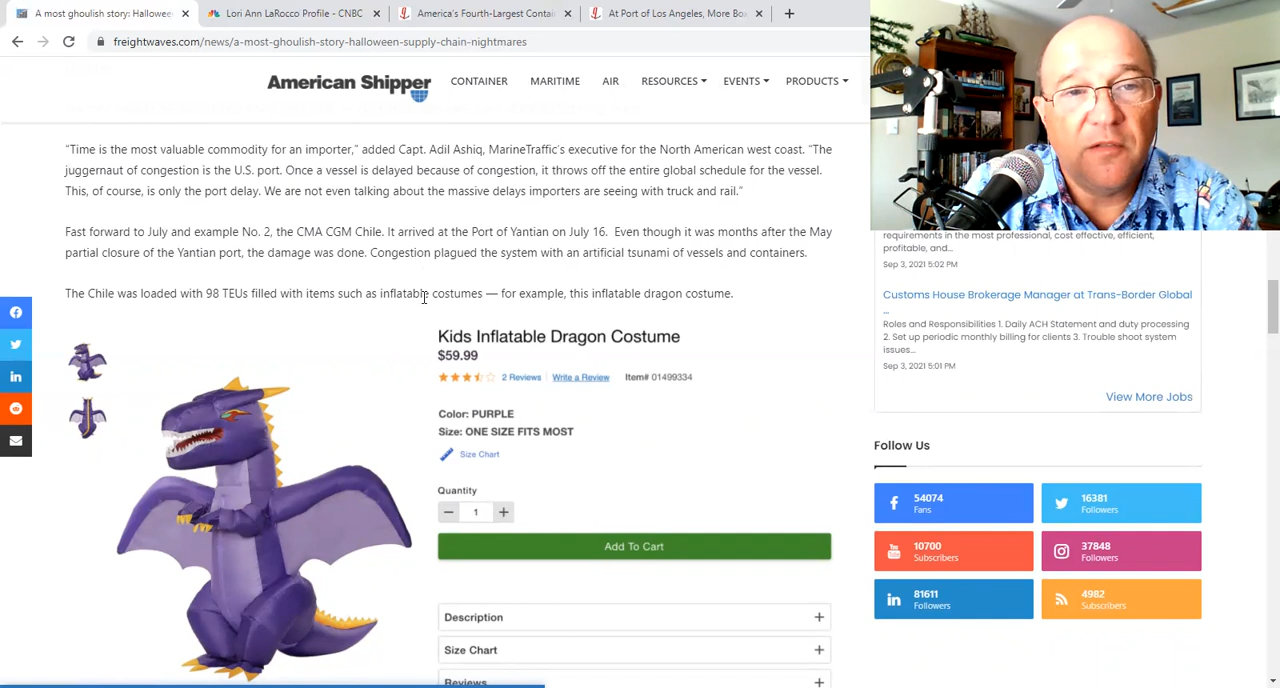 a most ghoulish story: Hallowe
Lori Ann LaRocco Profile - CNBC
America's Fourth-Largest Contai
At Port of Los Angeles, More Bo
freightwaves.com/news/a-most-ghoulish-story-halloween-supply-chain-nightmares
American Shipper
CONTAINER MARITIME AIR RESOURCES EVENTS PRODUCTS
“Time is the most valuable commodity for an importer,” added Capt. Adil Ashiq, MarineTraffic's executive for the North American west coast. “The
juggernaut of congestion is the U.S. port. Once a vessel is delayed because of congestion, it throws off the entire global schedule for the vessel.
This, of course, is only the port delay. We are not even talking about the massive delays importers are seeing with truck and rail.”
Fast forward to July and example No. 2, the CMA CGM Chile. It arrived at the Port of Yantian on July 16. Even though it was months after the May
partial closure of the Yantian port, the damage was done. Congestion plagued the system with an artificial tsunami of vessels and containers.
The Chile was loaded with 98 TEUs filled with items such as inflatable costumes — for example, this inflatable dragon costume.
Kids Inflatable Dragon Costume
$59.99
2 Reviews Write a Review Item# 01499334
Color: PURPLE
Size: ONE SIZE FITS MOST
Size Chart
Quantity
1
Add To Cart
Description
Size Chart
Reviews
requirements in the most professional, cost effective, efficient,
profitable, and...
Sep 3, 2021 5:02 PM
Customs House Brokerage Manager at Trans-Border Global
...
Roles and Responsibilities 1. Daily ACH Statement and duty processing
2. Set up periodic monthly billing for clients 3. Trouble shoot system
issues...
Sep 3, 2021 5:01 PM
View More Jobs
Follow Us
54074
Fans
16381
Followers
10700
Subscribers
37848
Followers
81611
Followers
4982
Subscribers